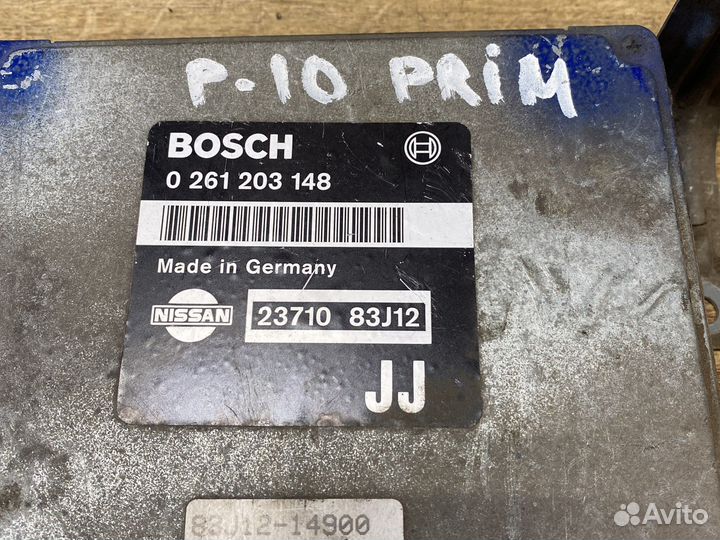 P-10 PRiM
BOSCH
0 261 203 148
Made in Germany
NISSAN
23710 83J12
JJ
83J12-14900
Avito